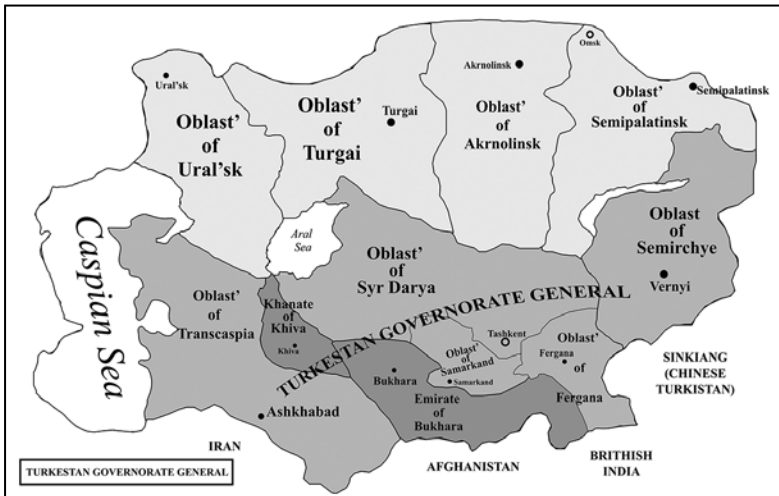 Omsk
Ural'sk
Akrnolinsk
Semipalatinsk
Oblast'
of
Ural'sk
Oblast'
of
Turgai
Turgai
Oblast'
of
Akrnolinsk
Oblast'
of
Semipalatinsk
Caspian Sea
Aral
Sea
Oblast
of
Semirchye
Vernyi
Oblast'
of
Syr Darya
Oblast'
of
Transcaspia
Khanate
of
Khiva
Khiva
TURKESTAN GOVERNORATE GENERAL
Tashkent
Oblast'
of
Samarkand
Samarkand
Oblast'
of
Fergana
Fergana
Bukhara
Emirate
of
Bukhara
Ashkhabad
SINKIANG
(CHINESE
TURKISTAN)
IRAN
AFGHANISTAN
BRITHISH
INDIA
TURKESTAN GOVERNORATE GENERAL